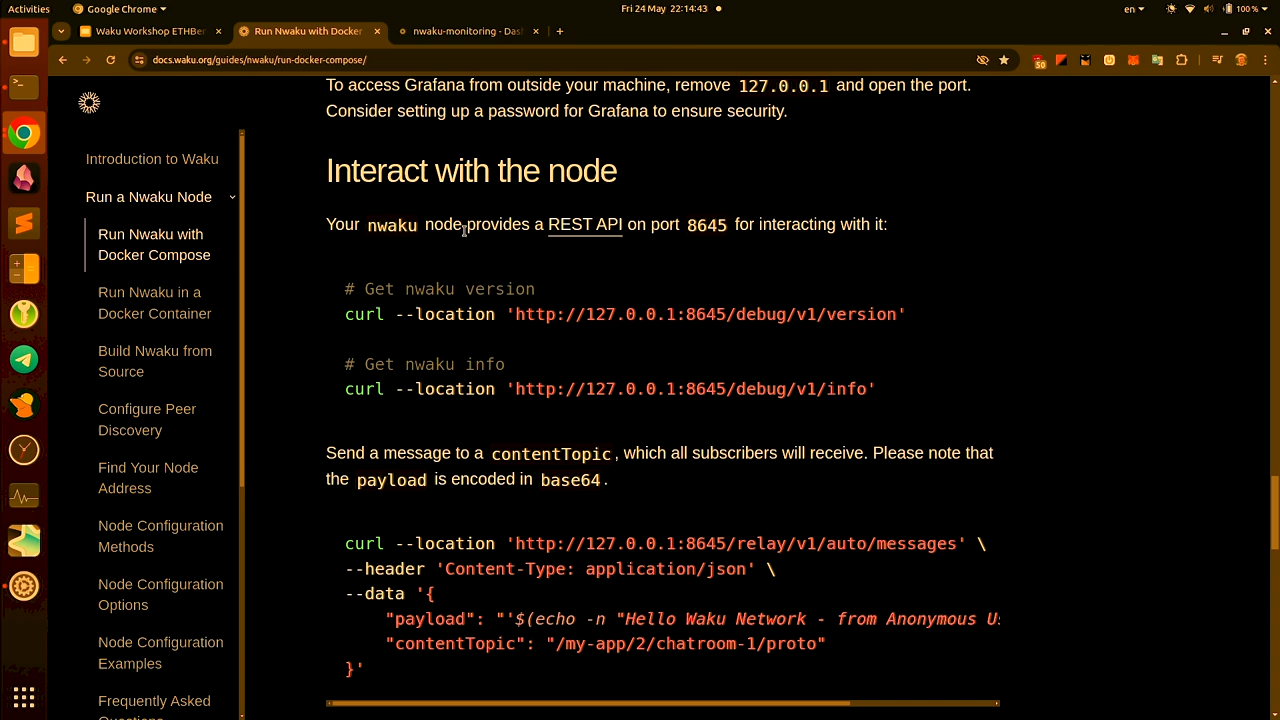 Activities
Google Chrome
Fri 24 May 22:14:43
en
100 %
Waku Workshop ETHBer
Run Nwaku with Docker
nwaku-monitoring - Das
docs.waku.org/guides/nwaku/run-docker-compose/
50
Introduction to Waku
Run a Nwaku Node
Run Nwaku with
Docker Compose
Run Nwaku in a
Docker Container
Build Nwaku from
Source
Configure Peer
Discovery
Find Your Node
Address
Node Configuration
Methods
Node Configuration
Options
Node Configuration
Examples
Frequently Asked
Questions
To access Grafana from outside your machine, remove 127.0.0.1 and open the port.
Consider setting up a password for Grafana to ensure security.
Interact with the node
Your nwaku node provides a REST API on port 8645 for interacting with it:
# Get nwaku version
curl --location 'http://127.0.0.1:8645/debug/v1/version'
# Get nwaku info
curl --location 'http://127.0.0.1:8645/debug/v1/info'
Send a message to a contentTopic, which all subscribers will receive. Please note that
the payload is encoded in base64.
curl --location 'http://127.0.0.1:8645/relay/v1/auto/messages' \
--header 'Content-Type: application/json' \
--data '{
"payload": "'$(echo -n "Hello Waku Network - from Anonymous Us
"contentTopic": "/my-app/2/chatroom-1/proto"
}'